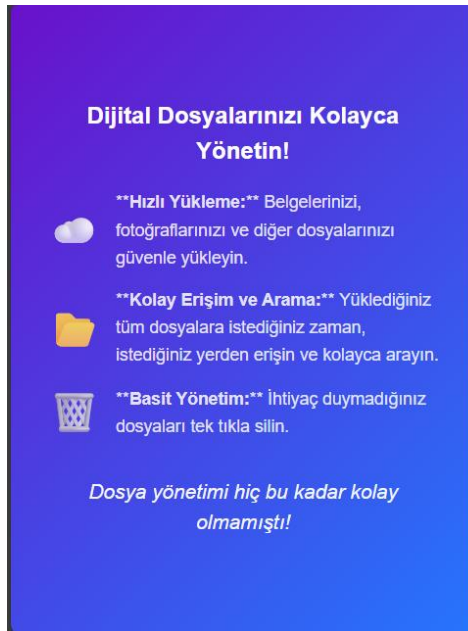 Dijital Dosyalarınızı Kolayca
Yönetin!
**Hızlı Yükleme:** Belgelerinizi,
fotoğraflarınızı ve diğer dosyalarınızı
güvenle yükleyin.
**Kolay Erişim ve Arama:** Yüklediğiniz
tüm dosyalara istediğiniz zaman,
istediğiniz yerden erişin ve kolayca arayın.
**Basit Yönetim:** İhtiyaç duymadığınız
dosyaları tek tıkla silin.
Dosya yönetimi hiç bu kadar kolay
olmamıştı!